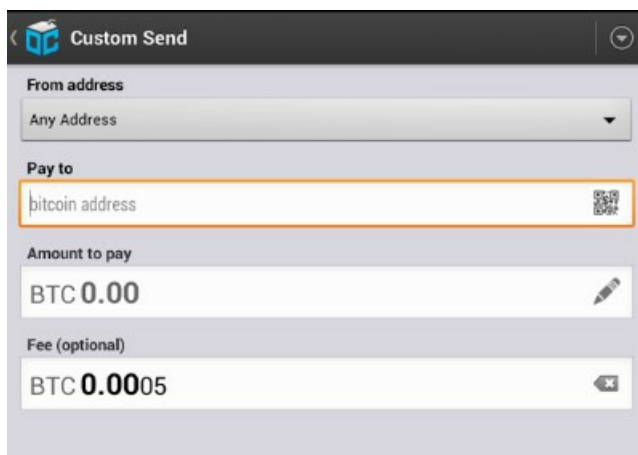 Custom Send
From address
Any Address
Pay to
bitcoin address
Amount to pay
BTC 0.00
Fee (optional)
BTC 0.0005